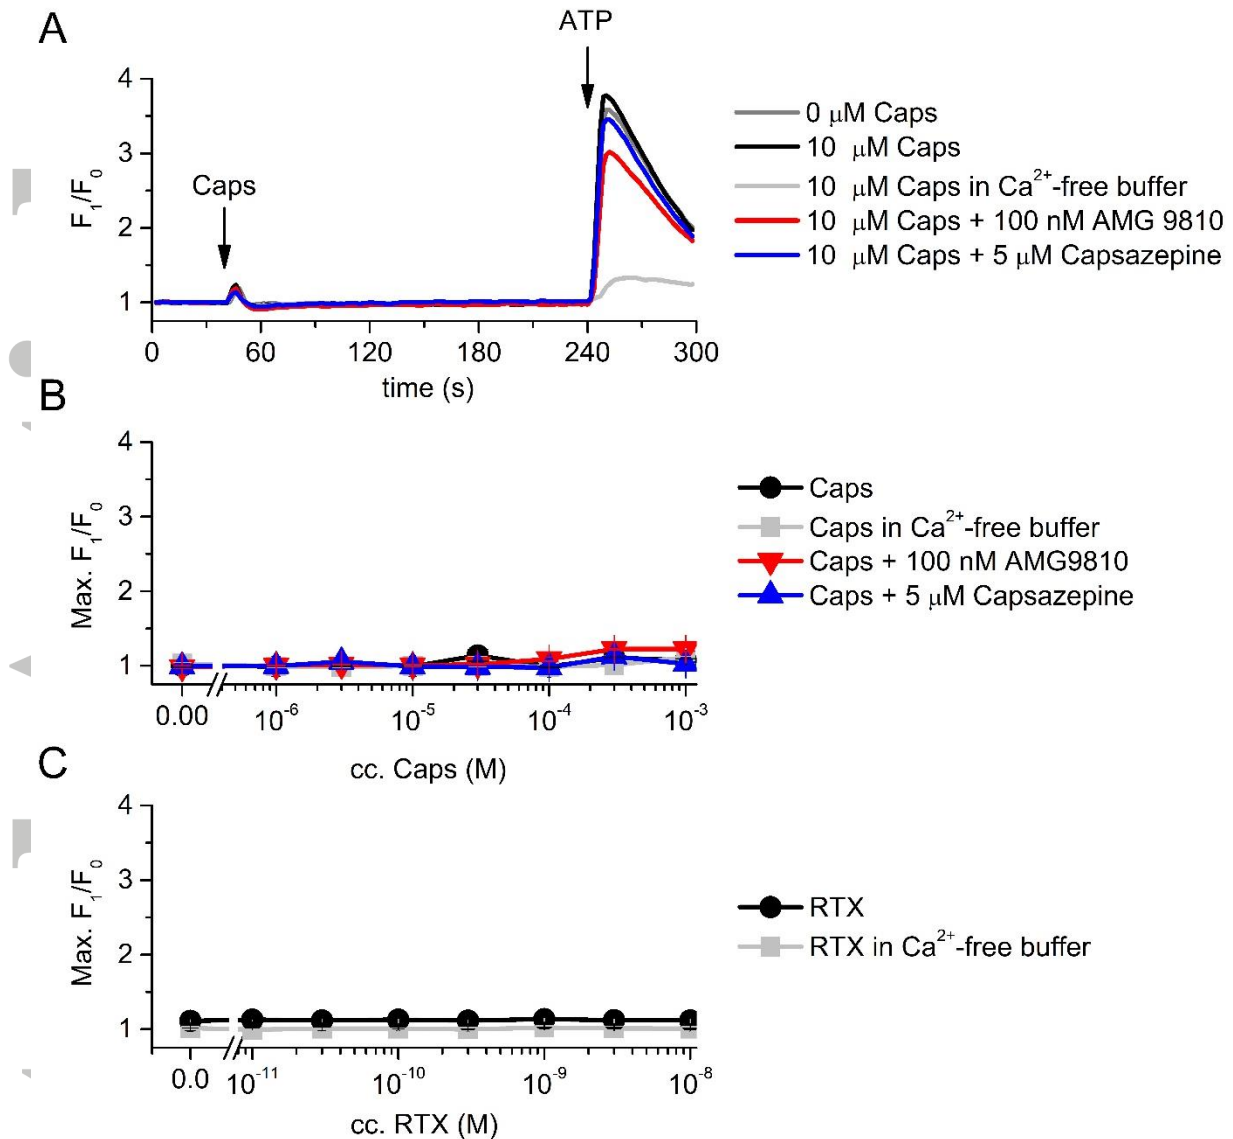 A
ATP
Caps
4
3
2
1
F₁/F₀
0 60 120 180 240 300
time (s)
0 μM Caps
10 μM Caps
10 μM Caps in Ca²⁺-free buffer
10 μM Caps + 100 nM AMG 9810
10 μM Caps + 5 μM Capsazepine
B
4
3
2
1
Max. F₁/F₀
0.00 10⁻⁶ 10⁻⁵ 10⁻⁴ 10⁻³
cc. Caps (M)
Caps
Caps in Ca²⁺-free buffer
Caps + 100 nM AMG9810
Caps + 5 μM Capsazepine
C
4
3
2
1
Max. F₁/F₀
0.0 10⁻¹¹ 10⁻¹⁰ 10⁻⁹ 10⁻⁸
cc. RTX (M)
RTX
RTX in Ca²⁺-free buffer